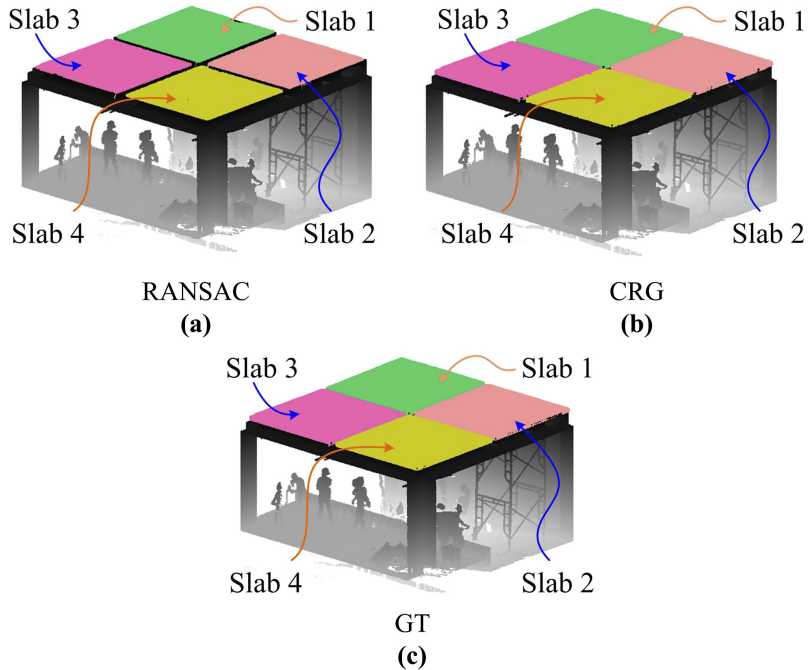 Slab 3
Slab 1
Slab 4
Slab 2
RANSAC
(a)
Slab 3
Slab 1
Slab 4
Slab 2
CRG
(b)
Slab 3
Slab 1
Slab 4
Slab 2
GT
(c)